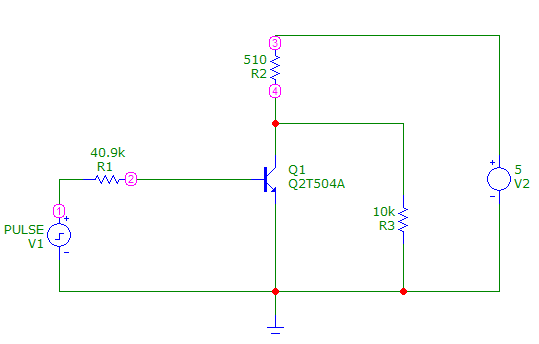 3
510
R2
4
40.9k
R1
2
Q1
Q2T504A
+
5
V2
-
1
+
PULSE
V1
-
10k
R3